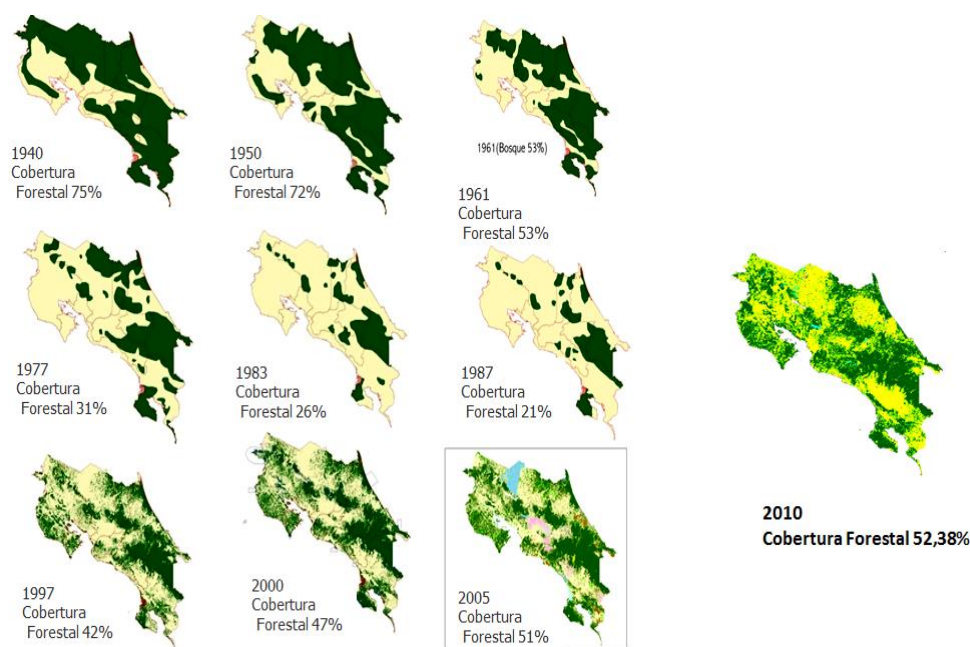 1940
Cobertura
Forestal 75%
1950
Cobertura
Forestal 72%
1961(Bosque 53%)
1961
Cobertura
Forestal 53%
1977
Cobertura
Forestal 31%
1983
Cobertura
Forestal 26%
1987
Cobertura
Forestal 21%
1997
Cobertura
Forestal 42%
2000
Cobertura
Forestal 47%
2005
Cobertura
Forestal 51%
2010
Cobertura Forestal 52,38%